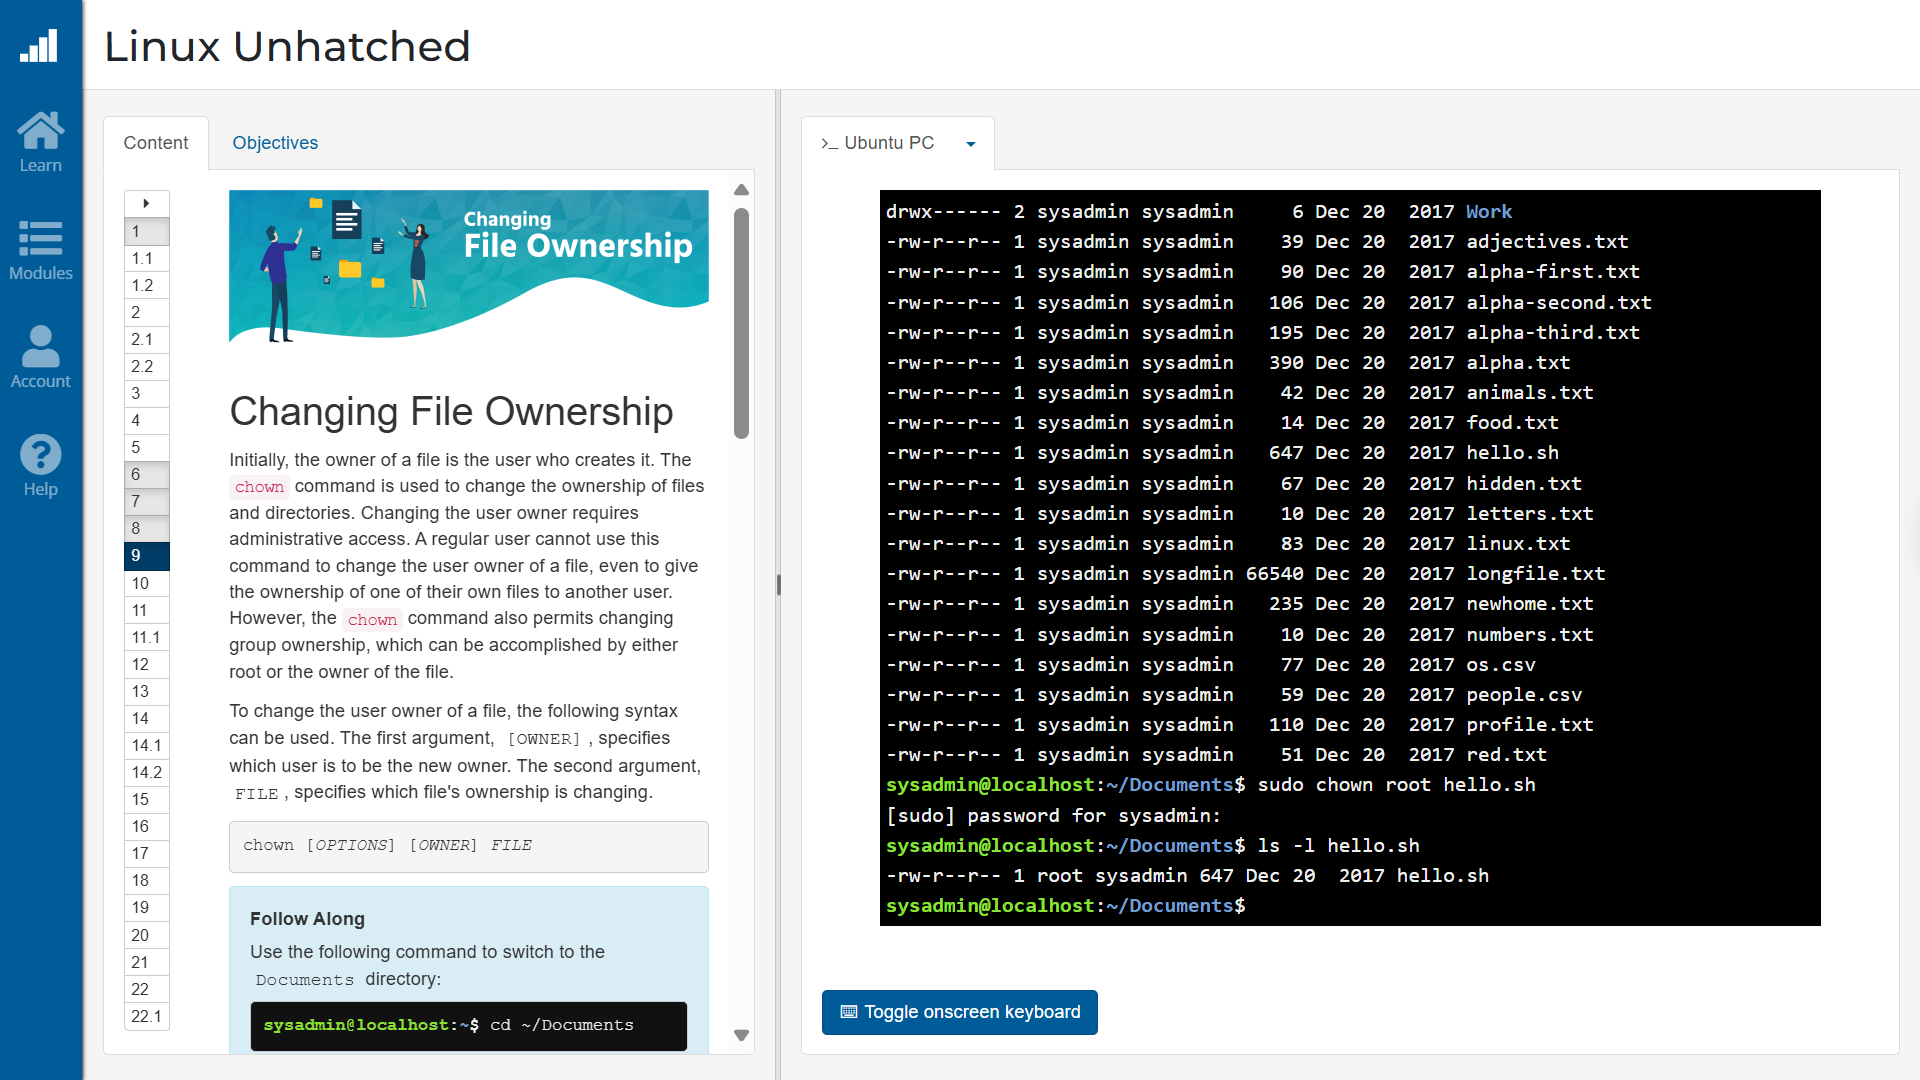 Linux Unhatched
Learn
Modules
Account
Help
Content
Objectives
1
1.1
1.2
2
2.1
2.2
3
4
5
6
7
8
9
10
11
11.1
12
13
14
14.1
14.2
15
16
17
18
19
20
21
22
22.1
Changing
File Ownership
Changing File Ownership
Initially, the owner of a file is the user who creates it. The
chown command is used to change the ownership of files
and directories. Changing the user owner requires
administrative access. A regular user cannot use this
command to change the user owner of a file, even to give
the ownership of one of their own files to another user.
However, the chown command also permits changing
group ownership, which can be accomplished by either
root or the owner of the file.
To change the user owner of a file, the following syntax
can be used. The first argument, [OWNER] , specifies
which user is to be the new owner. The second argument,
FILE , specifies which file's ownership is changing.
chown [OPTIONS] [OWNER] FILE
Follow Along
Use the following command to switch to the
Documents directory:
sysadmin@localhost:~$ cd ~/Documents
>_ Ubuntu PC
drwx------ 2 sysadmin sysadmin     6 Dec 20  2017 Work
-rw-r--r-- 1 sysadmin sysadmin    39 Dec 20  2017 adjectives.txt
-rw-r--r-- 1 sysadmin sysadmin    90 Dec 20  2017 alpha-first.txt
-rw-r--r-- 1 sysadmin sysadmin   106 Dec 20  2017 alpha-second.txt
-rw-r--r-- 1 sysadmin sysadmin   195 Dec 20  2017 alpha-third.txt
-rw-r--r-- 1 sysadmin sysadmin   390 Dec 20  2017 alpha.txt
-rw-r--r-- 1 sysadmin sysadmin    42 Dec 20  2017 animals.txt
-rw-r--r-- 1 sysadmin sysadmin    14 Dec 20  2017 food.txt
-rw-r--r-- 1 sysadmin sysadmin   647 Dec 20  2017 hello.sh
-rw-r--r-- 1 sysadmin sysadmin    67 Dec 20  2017 hidden.txt
-rw-r--r-- 1 sysadmin sysadmin    10 Dec 20  2017 letters.txt
-rw-r--r-- 1 sysadmin sysadmin    83 Dec 20  2017 linux.txt
-rw-r--r-- 1 sysadmin sysadmin 66540 Dec 20  2017 longfile.txt
-rw-r--r-- 1 sysadmin sysadmin   235 Dec 20  2017 newhome.txt
-rw-r--r-- 1 sysadmin sysadmin    10 Dec 20  2017 numbers.txt
-rw-r--r-- 1 sysadmin sysadmin    77 Dec 20  2017 os.csv
-rw-r--r-- 1 sysadmin sysadmin    59 Dec 20  2017 people.csv
-rw-r--r-- 1 sysadmin sysadmin   110 Dec 20  2017 profile.txt
-rw-r--r-- 1 sysadmin sysadmin    51 Dec 20  2017 red.txt
sysadmin@localhost:~/Documents$ sudo chown root hello.sh
[sudo] password for sysadmin:
sysadmin@localhost:~/Documents$ ls -l hello.sh
-rw-r--r-- 1 root sysadmin 647 Dec 20  2017 hello.sh
sysadmin@localhost:~/Documents$
Toggle onscreen keyboard